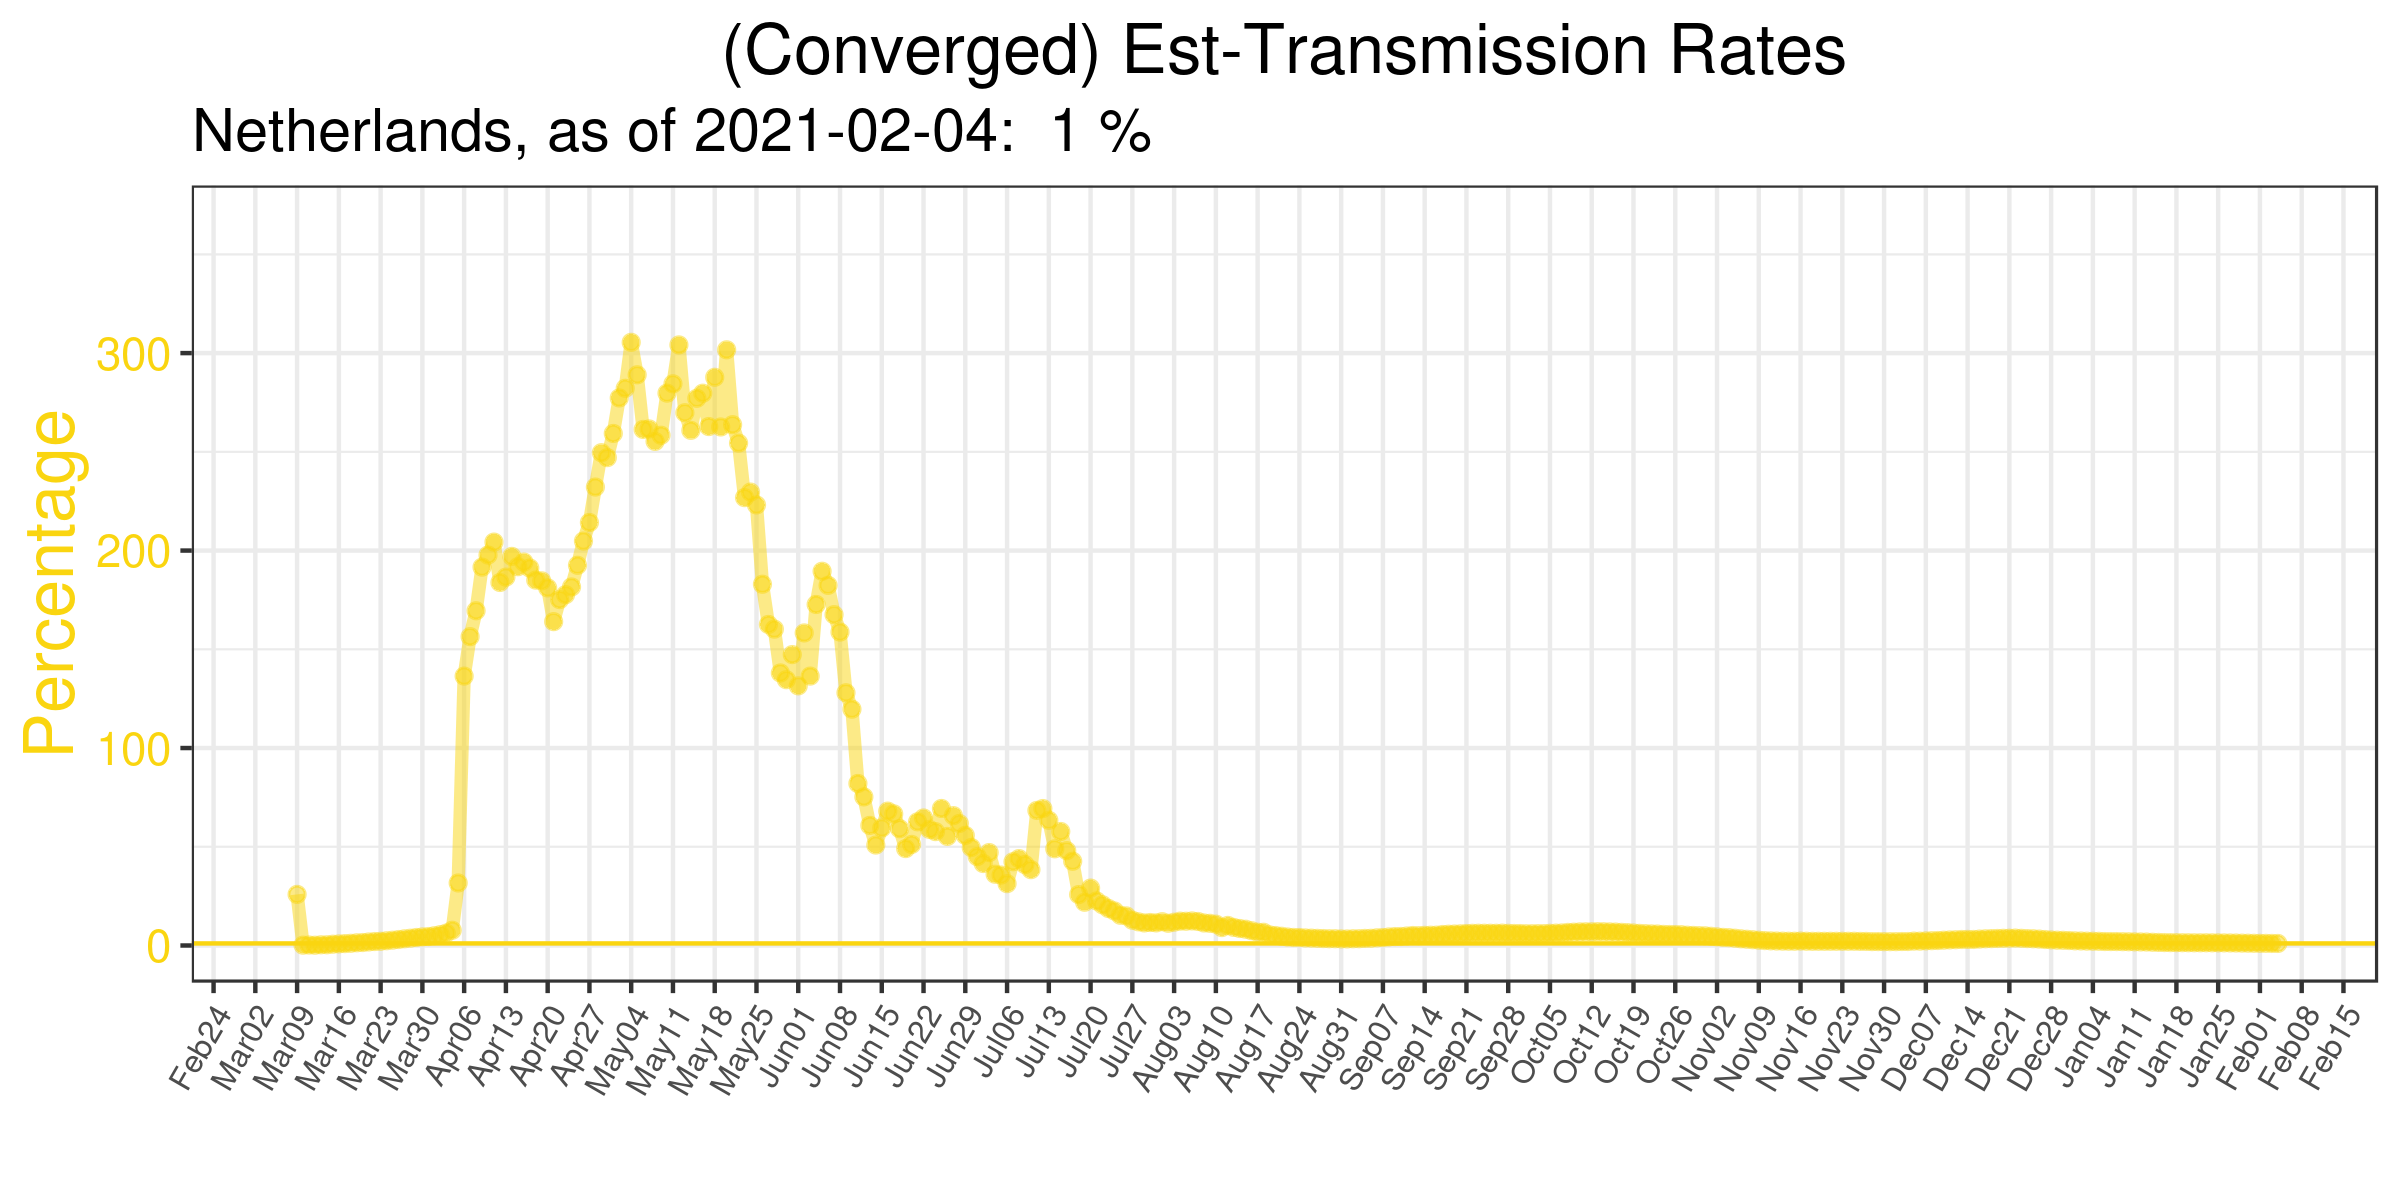 (Converged) Est-Transmission Rates
Netherlands, as of 2021-02-04:  1 %
Percentage
300
200
100
0
Feb24
Mar02
Mar09
Mar16
Mar23
Mar30
Apr06
Apr13
Apr20
Apr27
May04
May11
May18
May25
Jun01
Jun08
Jun15
Jun22
Jun29
Jul06
Jul13
Jul20
Jul27
Aug03
Aug10
Aug17
Aug24
Aug31
Sep07
Sep14
Sep21
Sep28
Oct05
Oct12
Oct19
Oct26
Nov02
Nov09
Nov16
Nov23
Nov30
Dec07
Dec14
Dec21
Dec28
Jan04
Jan11
Jan18
Jan25
Feb01
Feb08
Feb15